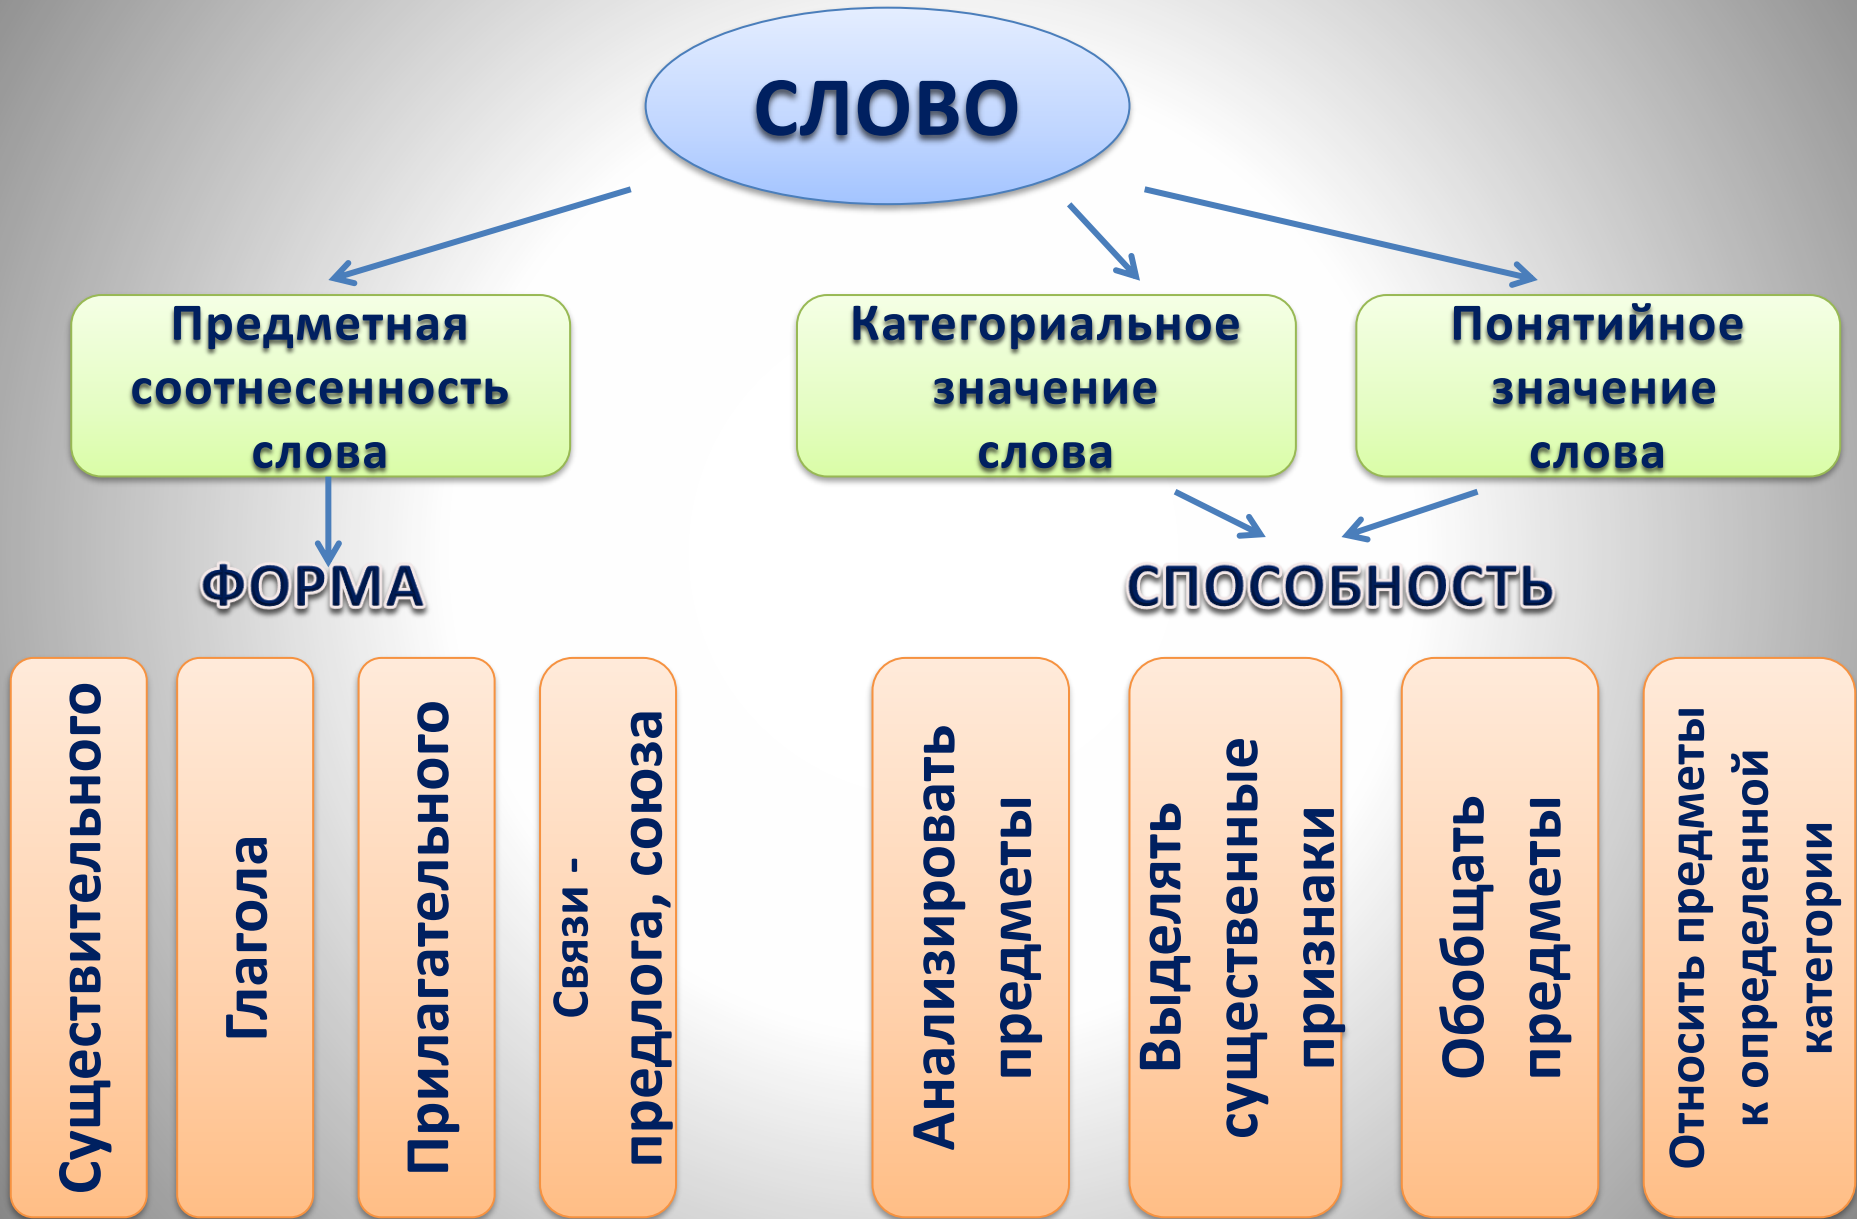 СЛОВО
Предметная
соотнесенность
слова
Категориальное
значение
слова
Понятийное
значение
слова
ФОРМА
СПОСОБНОСТЬ
Существительного
Глагола
Прилагательного
Связи -
предлога, союза
Анализировать
предметы
Выделять
существенные
признаки
Обобщать
предметы
Относить предметы
к определенной
категории